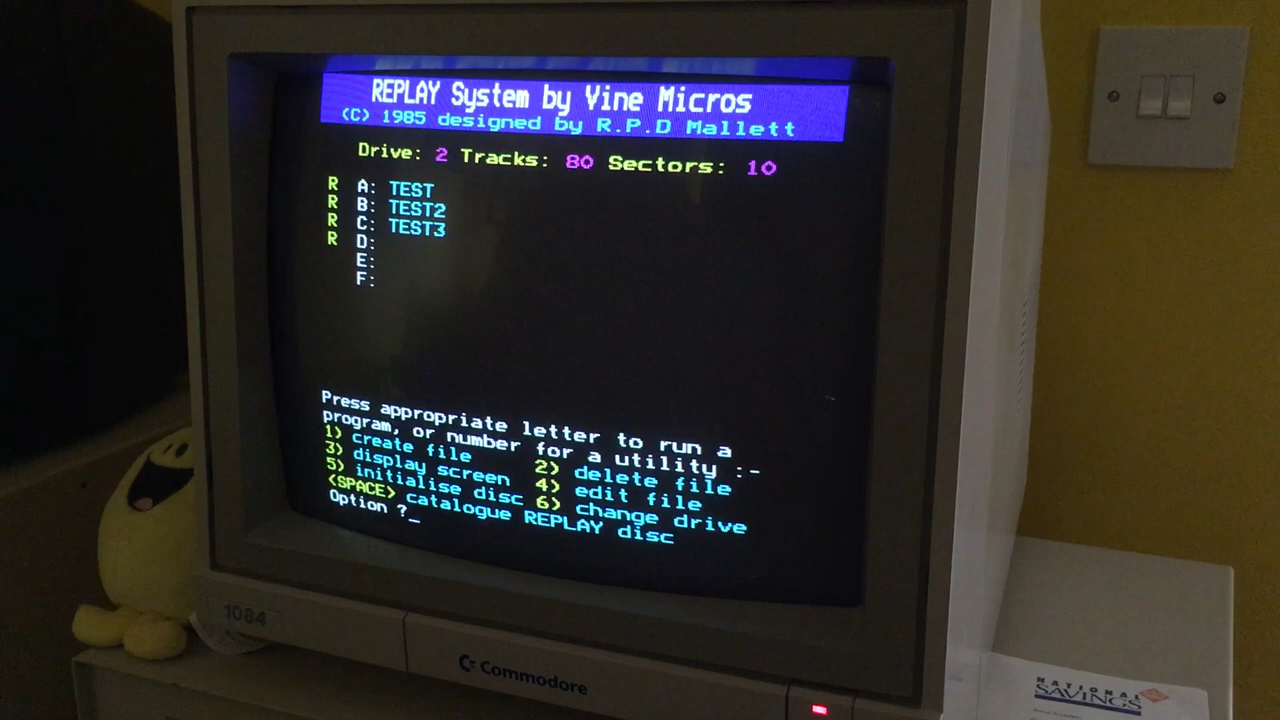 REPLAY System by Vine Micros
(C) 1985 designed by R.P.D Mallett
Drive: 2 Tracks: 80 Sectors: 10
R A: TEST
R B: TEST2
R C: TEST3
R D:
E:
F:
Press appropriate letter to run a
program, or number for a utility :-
1) create file 2) delete file
3) display screen 4) edit file
5) initialise disc 6) change drive
<SPACE> catalogue REPLAY disc
Option ?_
1084
Commodore
NATIONAL
SAVINGS